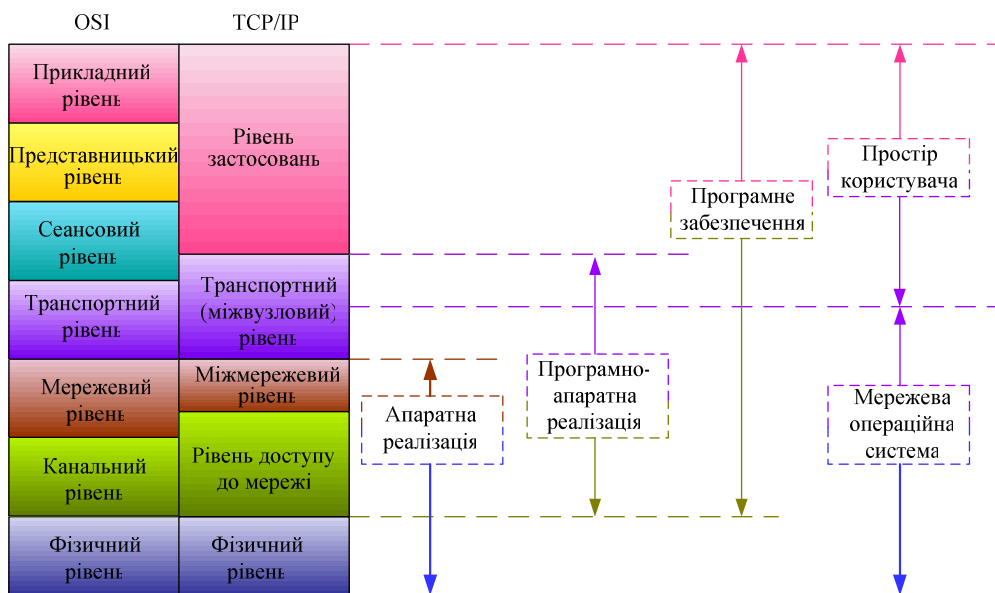 OSI
TCP/IP
Прикладний
рівень
Представницький
рівень
Сеансовий
рівень
Транспортний
рівень
Мережевий
рівень
Канальний
рівень
Фізичний
рівень
Рівень
застосовань
Транспортний
(міжвузловий)
рівень
Міжмережевий
рівень
Рівень доступу
до мережі
Фізичний
рівень
Апаратна
реалізація
Програмно-
апаратна
реалізація
Програмне
забезпечення
Простір
користувача
Мережева
операційна
система